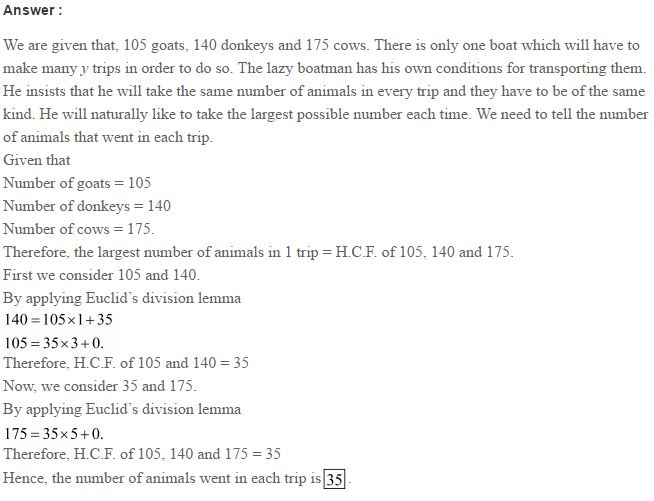 Answer :
We are given that, 105 goats, 140 donkeys and 175 cows. There is only one boat which will have to
make many y trips in order to do so. The lazy boatman has his own conditions for transporting them.
He insists that he will take the same number of animals in every trip and they have to be of the same
kind. He will naturally like to take the largest possible number each time. We need to tell the number
of animals that went in each trip.
Given that
Number of goats = 105
Number of donkeys = 140
Number of cows = 175.
Therefore, the largest number of animals in 1 trip = H.C.F. of 105, 140 and 175.
First we consider 105 and 140.
By applying Euclid’s division lemma
140 = 105×1+35
105 = 35×3+0.
Therefore, H.C.F. of 105 and 140 = 35
Now, we consider 35 and 175.
By applying Euclid’s division lemma
175 = 35×5+0.
Therefore, H.C.F. of 105, 140 and 175 = 35
Hence, the number of animals went in each trip is 35 .